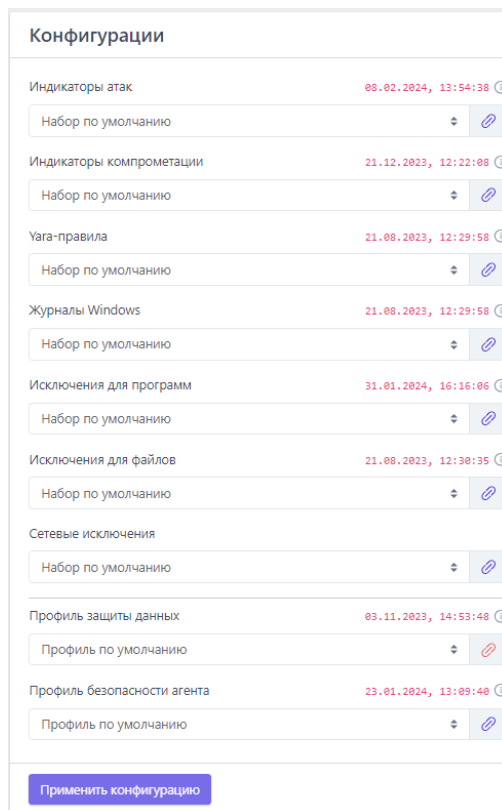 Конфигурации
Индикаторы атак 08.02.2024, 13:54:38
Набор по умолчанию
Индикаторы компрометации 21.12.2023, 12:22:08
Набор по умолчанию
Yara-правила 21.08.2023, 12:29:58
Набор по умолчанию
Журналы Windows 21.08.2023, 12:29:58
Набор по умолчанию
Исключения для программ 31.01.2024, 16:16:06
Набор по умолчанию
Исключения для файлов 21.08.2023, 12:30:35
Набор по умолчанию
Сетевые исключения
Набор по умолчанию
Профиль защиты данных 03.11.2023, 14:53:48
Профиль по умолчанию
Профиль безопасности агента 23.01.2024, 13:09:40
Профиль по умолчанию
Применить конфигурацию